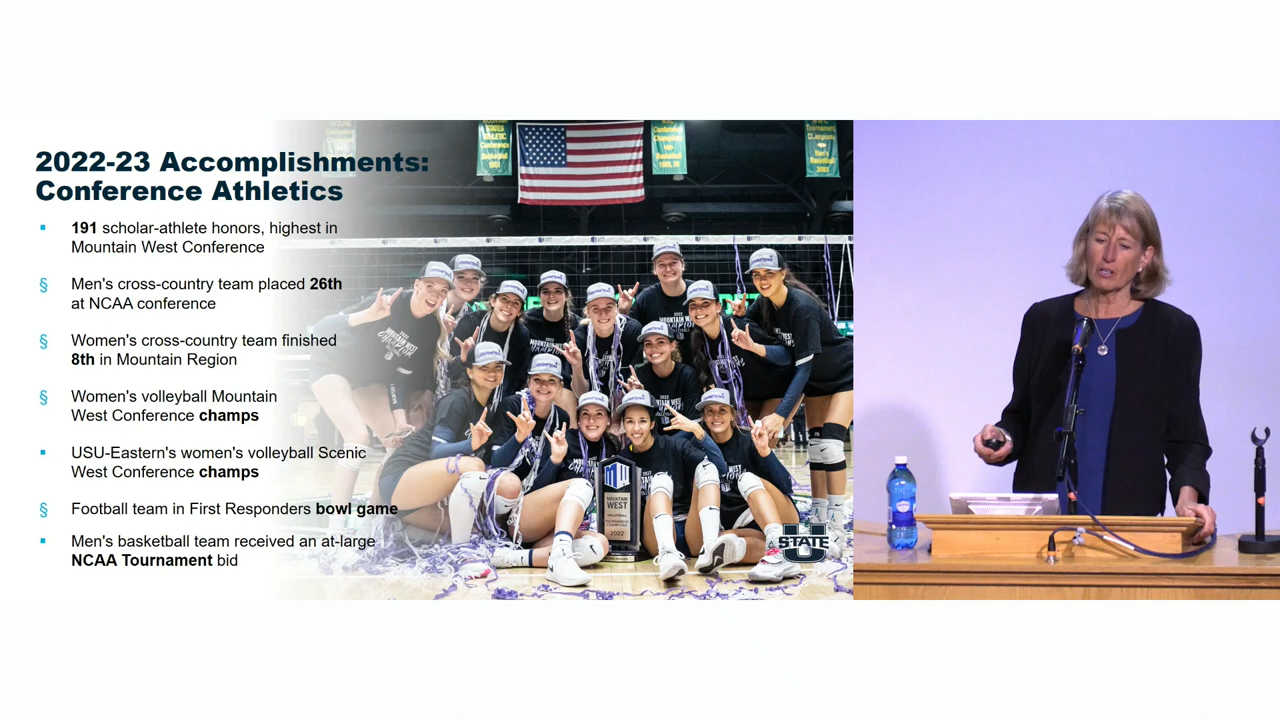 2022-23 Accomplishments:
Conference Athletics
▪ 191 scholar-athlete honors, highest in
Mountain West Conference
§ Men's cross-country team placed 26th
at NCAA conference
§ Women's cross-country team finished
8th in Mountain Region
§ Women's volleyball Mountain
West Conference champs
▪ USU-Eastern's women's volleyball Scenic
West Conference champs
§ Football team in First Responders bowl game
▪ Men's basketball team received an at-large
NCAA Tournament bid
MOUNTAIN
WEST
2022
STATE